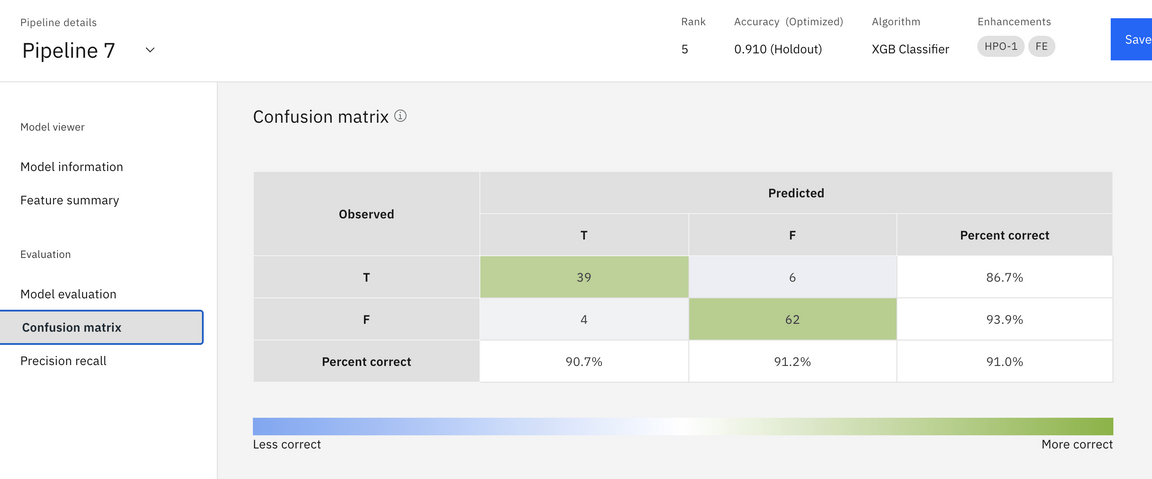 Pipeline details
Pipeline 7
Rank
5
Accuracy (Optimized)
0.910 (Holdout)
Algorithm
XGB Classifier
Enhancements
HPO-1 FE
Save
Model viewer
Model information
Feature summary
Evaluation
Model evaluation
Confusion matrix
Precision recall
Confusion matrix
Observed
Predicted
T F Percent correct
T 39 6 86.7%
F 4 62 93.9%
Percent correct 90.7% 91.2% 91.0%
Less correct More correct